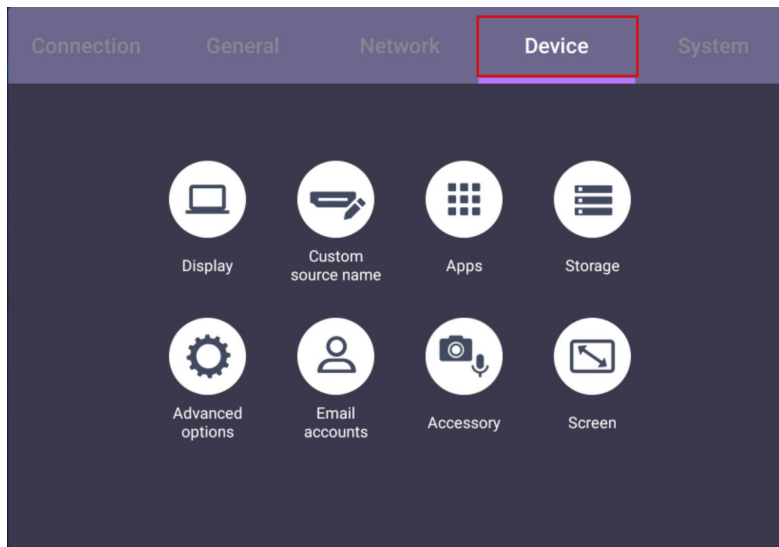 Connection General Network Device System
Display
Custom
source name
Apps
Storage
Advanced
options
Email
accounts
Accessory
Screen